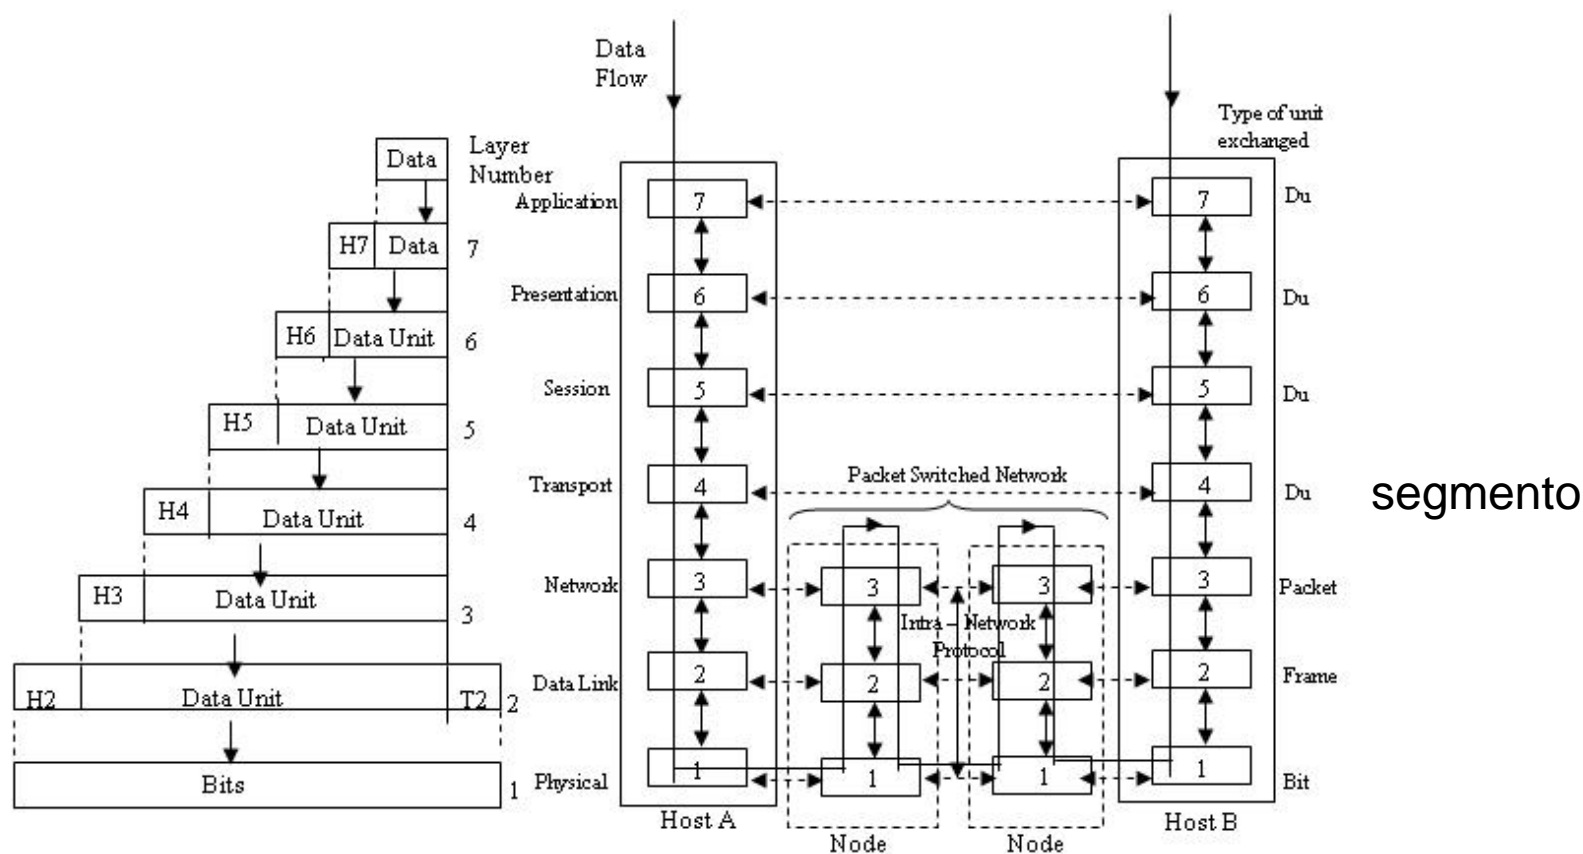 Data
Flow
Type of unit
exchanged
Layer
Number
Data
H7 Data 7
H6 Data Unit 6
H5 Data Unit 5
H4 Data Unit 4
H3 Data Unit 3
H2 Data Unit T2 2
Bits 1
Application 7 7 Du
Presentation 6 6 Du
Session 5 5 Du
Packet Switched Network
Transport 4 4 Du segmento
Network 3 3 3 3 Packet
Intra – Network
Protocol
Data Link 2 2 2 2 Frame
Physical 1 1 1 1 Bit
Host A Host B
Node Node